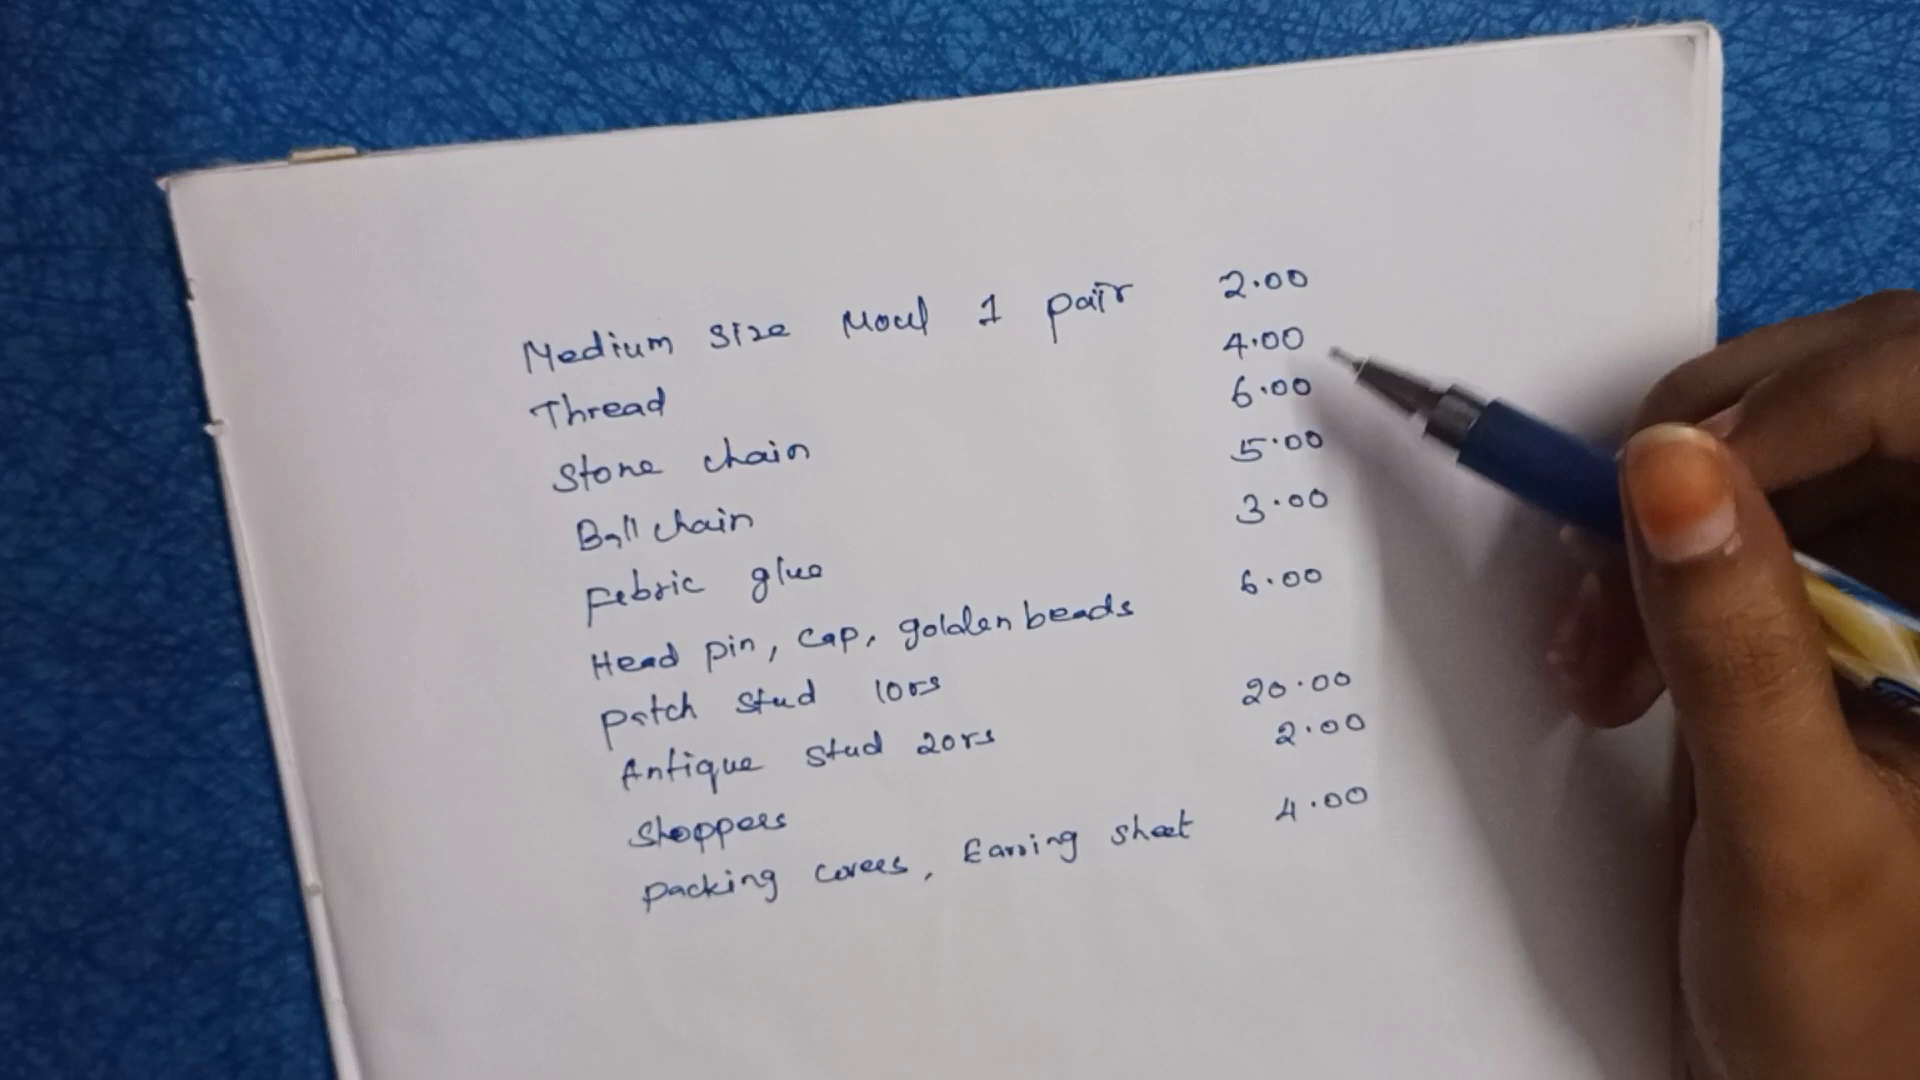 Medium size Moul 1 pair 2.00
Thread 4.00
Stone chain 6.00
Ball chain 5.00
Febric glue 3.00
Head pin, cap, golden beads 6.00
patch stud 10rs
Antique stud 20rs 20.00
Shoppers 2.00
packing covers, Earring sheet 4.00